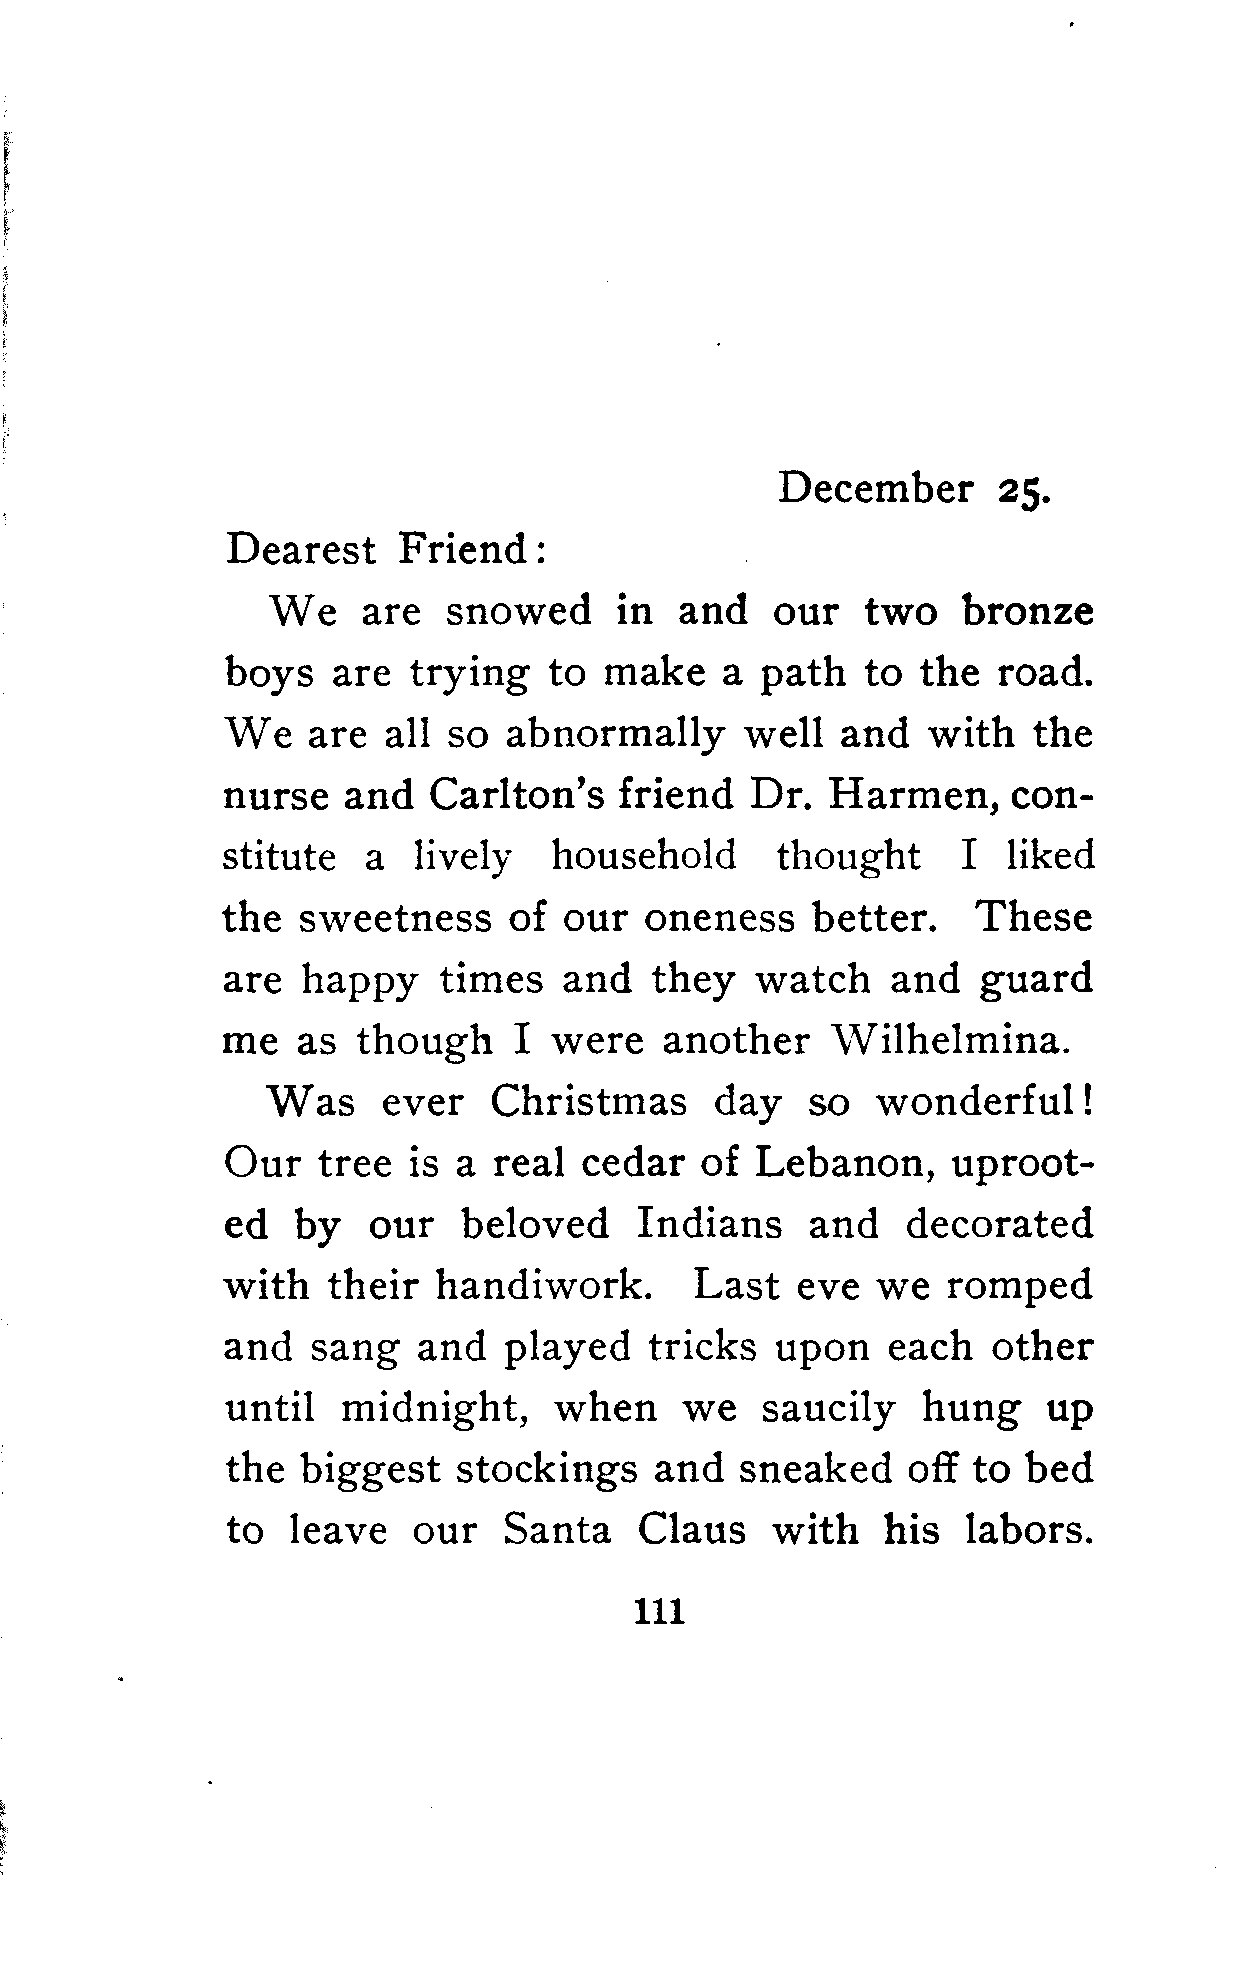 December 25.
Dearest Friend:
We are snowed in and our two bronze
boys are trying to make a path to the road.
We are all so abnormally well and with the
nurse and Carlton's friend Dr. Harmen, con-
stitute a lively household thought I liked
the sweetness of our oneness better. These
are happy times and they watch and guard
me as though I were another Wilhelmina.
Was ever Christmas day so wonderful!
Our tree is a real cedar of Lebanon, uproot-
ed by our beloved Indians and decorated
with their handiwork. Last eve we romped
and sang and played tricks upon each other
until midnight, when we saucily hung up
the biggest stockings and sneaked off to bed
to leave our Santa Claus with his labors.
111